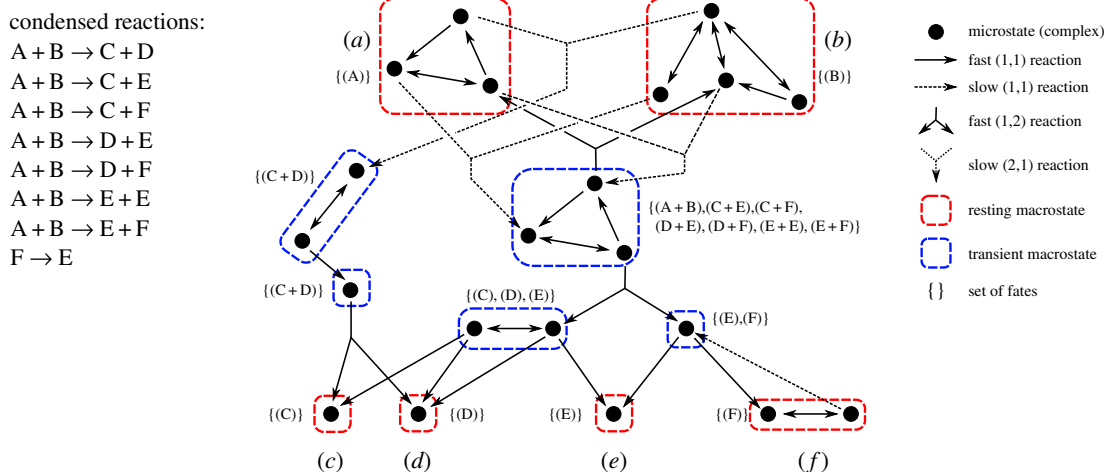 condensed reactions:
A + B → C + D
A + B → C + E
A + B → C + F
A + B → D + E
A + B → D + F
A + B → E + E
A + B → E + F
F → E
(a)
{(A)}
(b)
{(B)}
{(C + D)}
{(A + B),(C + E),(C + F),
(D + E), (D + F), (E + E), (E + F)}
{(C + D)}
{(C), (D), (E)}
{(E),(F)}
{(C)}
{(D)}
{(E)}
{(F)}
(c)
(d)
(e)
(f)
microstate (complex)
fast (1,1) reaction
slow (1,1) reaction
fast (1,2) reaction
slow (2,1) reaction
resting macrostate
transient macrostate
{ } set of fates